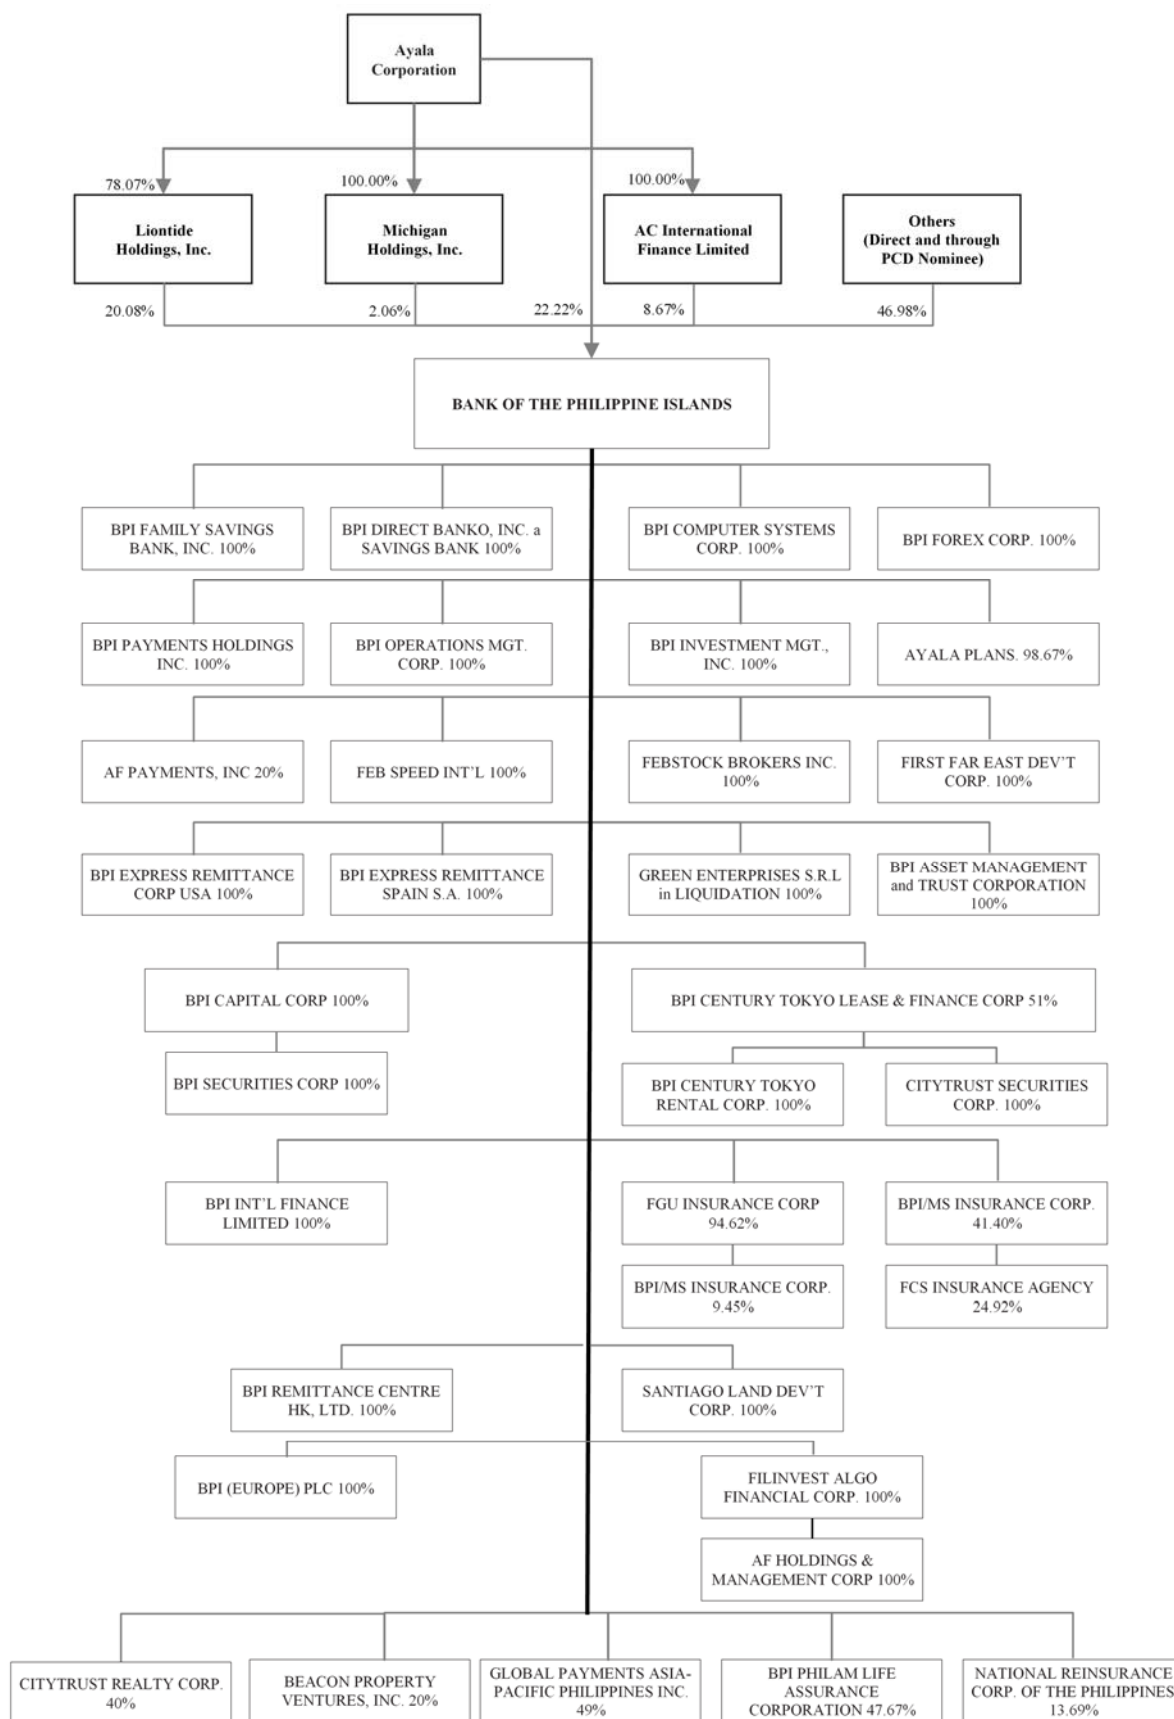 Ayala
Corporation
78.07%
100.00%
100.00%
Liontide
Holdings, Inc.
Michigan
Holdings, Inc.
AC International
Finance Limited
Others
(Direct and through
PCD Nominee)
20.08%
2.06%
22.22%
8.67%
46.98%
BANK OF THE PHILIPPINE ISLANDS
BPI FAMILY SAVINGS
BANK, INC. 100%
BPI DIRECT BANKO, INC. a
SAVINGS BANK 100%
BPI COMPUTER SYSTEMS
CORP. 100%
BPI FOREX CORP. 100%
BPI PAYMENTS HOLDINGS
INC. 100%
BPI OPERATIONS MGT.
CORP. 100%
BPI INVESTMENT MGT.,
INC. 100%
AYALA PLANS. 98.67%
AF PAYMENTS, INC 20%
FEB SPEED INT’L 100%
FEBSTOCK BROKERS INC.
100%
FIRST FAR EAST DEV’T
CORP. 100%
BPI EXPRESS REMITTANCE
CORP USA 100%
BPI EXPRESS REMITTANCE
SPAIN S.A. 100%
GREEN ENTERPRISES S.R.L
in LIQUIDATION 100%
BPI ASSET MANAGEMENT
and TRUST CORPORATION
100%
BPI CAPITAL CORP 100%
BPI CENTURY TOKYO LEASE & FINANCE CORP 51%
BPI SECURITIES CORP 100%
BPI CENTURY TOKYO
RENTAL CORP. 100%
CITYTRUST SECURITIES
CORP. 100%
BPI INT’L FINANCE
LIMITED 100%
FGU INSURANCE CORP
94.62%
BPI/MS INSURANCE CORP.
41.40%
BPI/MS INSURANCE CORP.
9.45%
FCS INSURANCE AGENCY
24.92%
BPI REMITTANCE CENTRE
HK, LTD. 100%
SANTIAGO LAND DEV’T
CORP. 100%
BPI (EUROPE) PLC 100%
FILINVEST ALGO
FINANCIAL CORP. 100%
AF HOLDINGS &
MANAGEMENT CORP 100%
CITYTRUST REALTY CORP.
40%
BEACON PROPERTY
VENTURES, INC. 20%
GLOBAL PAYMENTS ASIA-
PACIFIC PHILIPPINES INC.
49%
BPI PHILAM LIFE
ASSURANCE
CORPORATION 47.67%
NATIONAL REINSURANCE
CORP. OF THE PHILIPPINES
13.69%